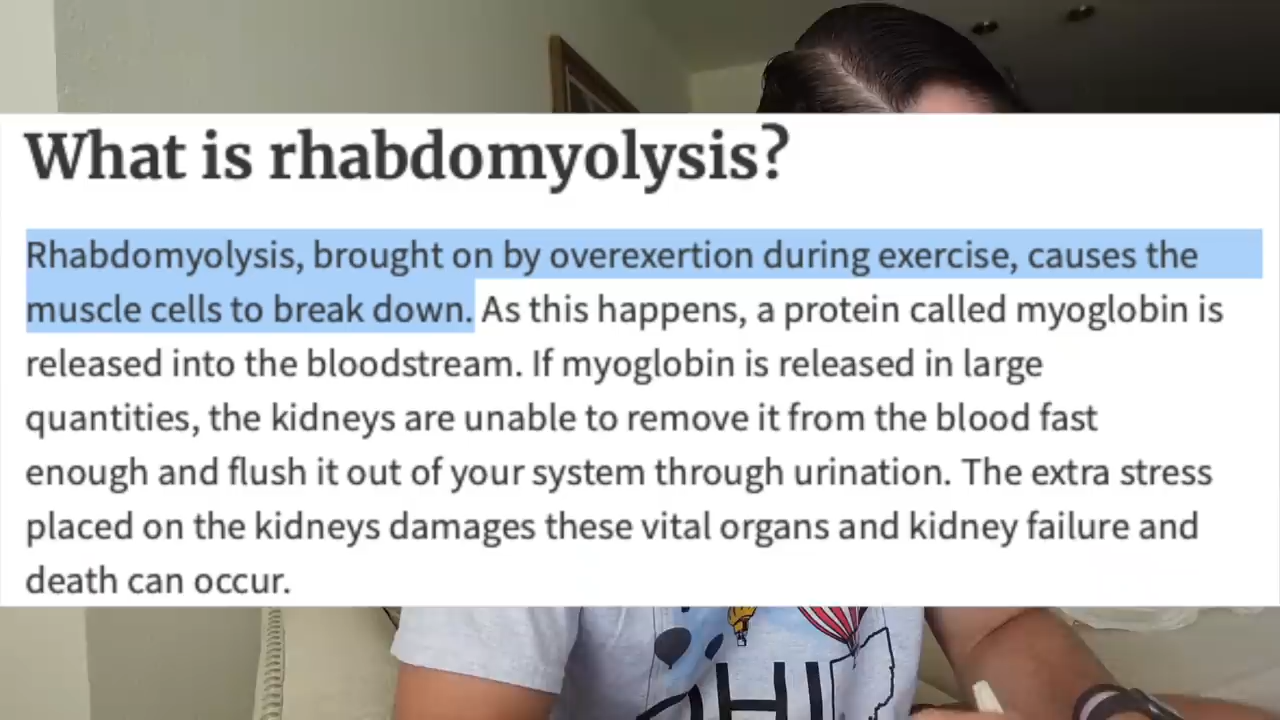 What is rhabdomyolysis?
Rhabdomyolysis, brought on by overexertion during exercise, causes the
muscle cells to break down. As this happens, a protein called myoglobin is
released into the bloodstream. If myoglobin is released in large
quantities, the kidneys are unable to remove it from the blood fast
enough and flush it out of your system through urination. The extra stress
placed on the kidneys damages these vital organs and kidney failure and
death can occur.
OHI